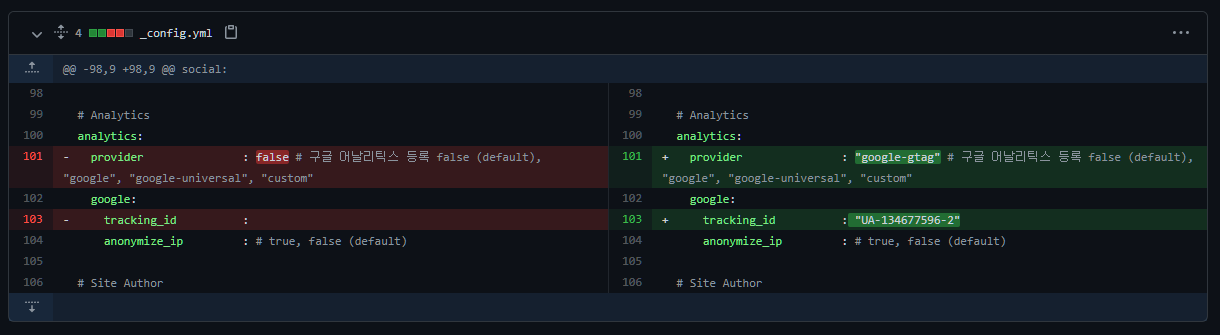 4 _config.yml
@@ -98,9 +98,9 @@ social:
98
99 # Analytics
100 analytics:
101 - provider : false # 구글 어날리틱스 등록 false (default),
"google", "google-universal", "custom"
102 google:
103 - tracking_id :
104 anonymize_ip : # true, false (default)
105
106 # Site Author
98
99 # Analytics
100 analytics:
101 + provider : "google-gtag" # 구글 어날리틱스 등록 false (default),
"google", "google-universal", "custom"
102 google:
103 + tracking_id : "UA-134677596-2"
104 anonymize_ip : # true, false (default)
105
106 # Site Author